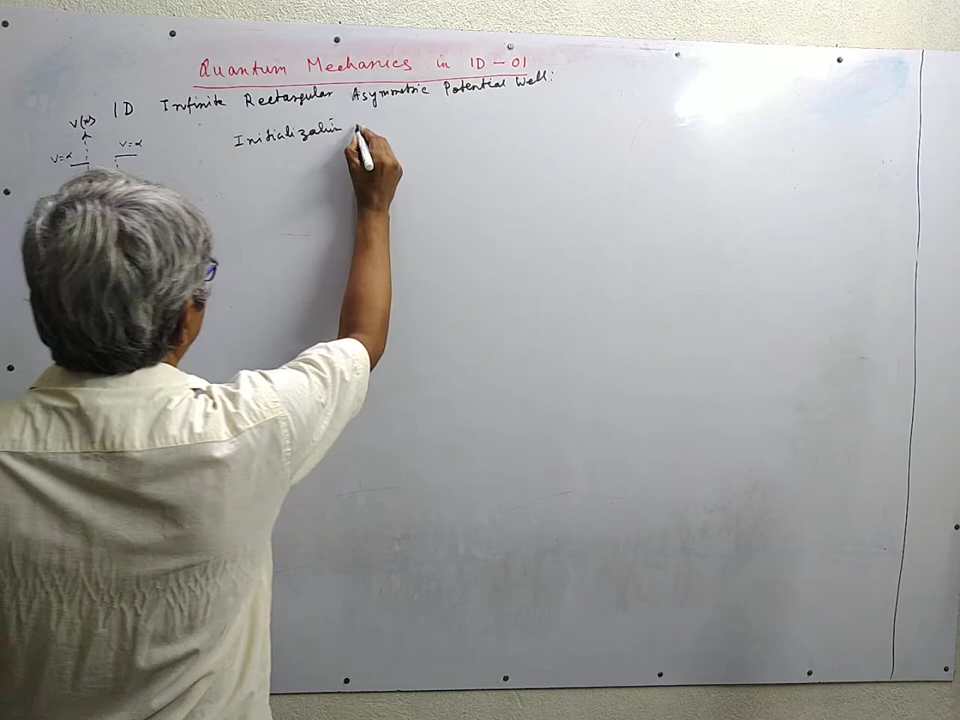 Quantum Mechanics in 1D - 01
1D Infinite Rectangular Asymmetric Potential Well:
V(x)
Initialization
V=α
V=α